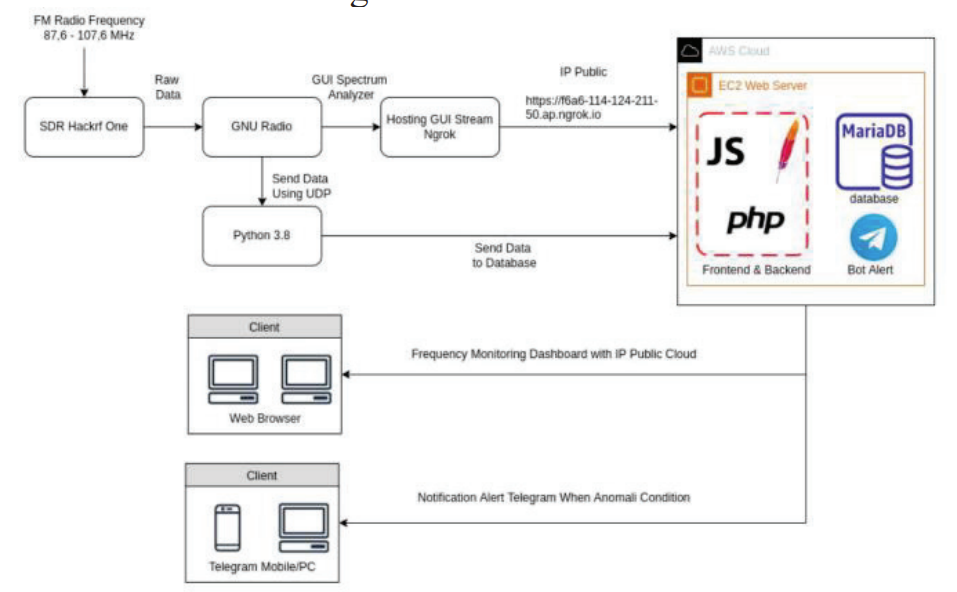 FM Radio Frequency
87,6 - 107,6 MHz
Raw
Data
GUI Spectrum
Analyzer
IP Public
https://f6a6-114-124-211-
50.ap.ngrok.io
SDR Hackrf One
GNU Radio
Hosting GUI Stream
Ngrok
Send Data
Using UDP
Python 3.8
Send Data
to Database
AWS Cloud
EC2 Web Server
JS
php
Frontend & Backend
MariaDB
database
Bot Alert
Client
Web Browser
Frequency Monitoring Dashboard with IP Public Cloud
Client
Telegram Mobile/PC
Notification Alert Telegram When Anomali Condition